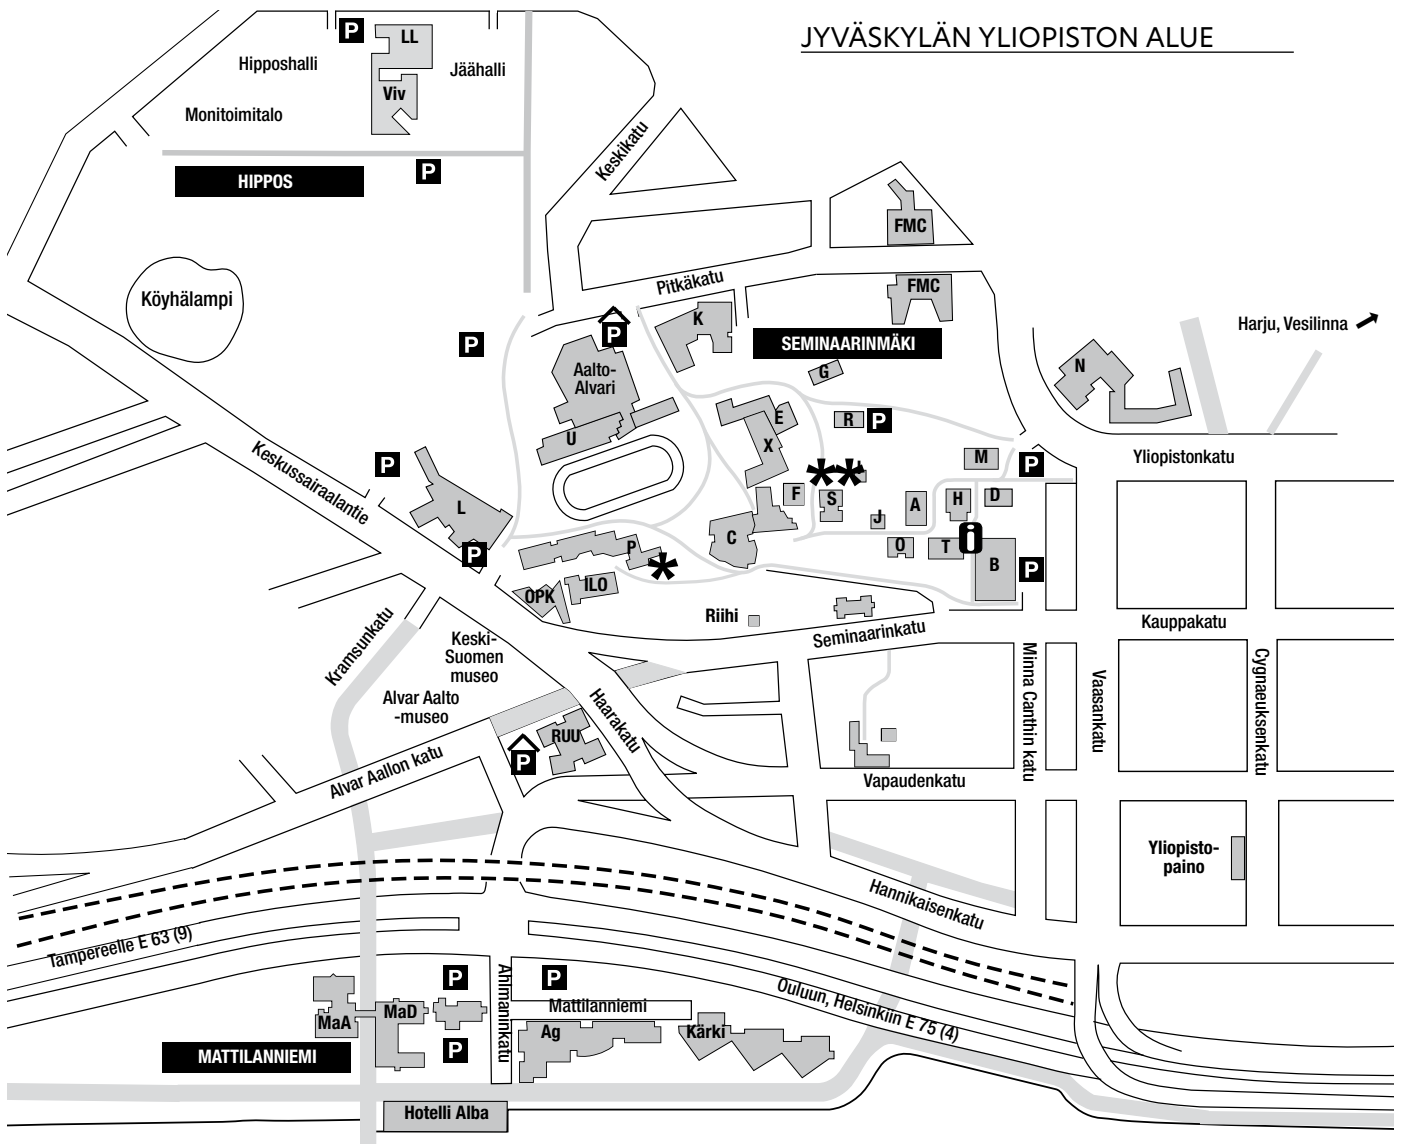 JYVÄSKYLÄN YLIOPISTON ALUE
P
LL
Hipposhalli
Jäähalli
Viv
Monitoimitalo
P
HIPPOS
Keskikatu
FMC
Köyhälampi
Pitkäkatu
FMC
K
P
P
SEMINAARINMÄKI
Harju, Vesilinna
Aalto-
Alvari
G
N
E
R
P
U
X
Yliopistonkatu
M
P
P
Keskussairaalantie
L
F
S
A
H
D
J
C
O
T
i
B
P
P
P
ILO
OPK
Riihi
Seminaarinkatu
Kauppakatu
Kramsunkatu
Keski-
Suomen
museo
Alvar Aalto
-museo
Haarakatu
Minna Canthin katu
Vaasankatu
Cygnaeuksenkatu
RUU
P
Alvar Aallon katu
Vapaudenkatu
Yliopisto-
paino
Hannikaisenkatu
Tampereelle E 63 (9)
Ouluun, Helsinkiin E 75 (4)
P
P
Ahlmaninkatu
Mattilanniemi
MaA
MaD
Ag
Kärki
P
MATTILANNIEMI
Hotelli Alba